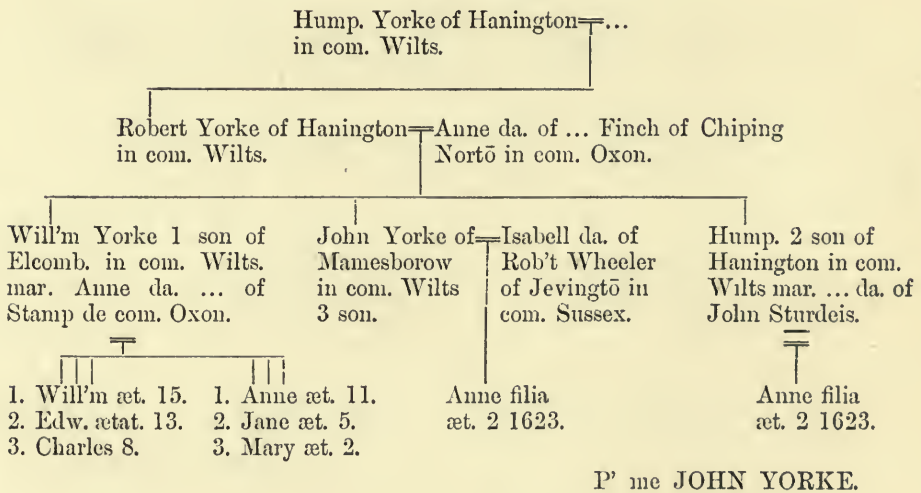 Hump. Yorke of Hanington=...
in com. Wilts.
Robert Yorke of Hanington=Anne da. of ... Finch of Chiping
in com. Wilts. Nortō in com. Oxon.
Will'm Yorke 1 son of
Elcomb. in com. Wilts.
mar. Anne da. ... of
Stamp de com. Oxon.
John Yorke of=Isabell da. of
Mamesborow Rob't Wheeler
in com. Wilts of Jevingtō in
3 son. com. Sussex.
Hump. 2 son of
Hanington in com.
Wilts mar. ... da. of
John Sturdeis.
1. Will'm æt. 15.
2. Edw. ætat. 13.
3. Charles 8.
1. Anne æt. 11.
2. Jane æt. 5.
3. Mary æt. 2.
Anne filia
æt. 2 1623.
Anne filia
æt. 2 1623.
P' me JOHN YORKE.